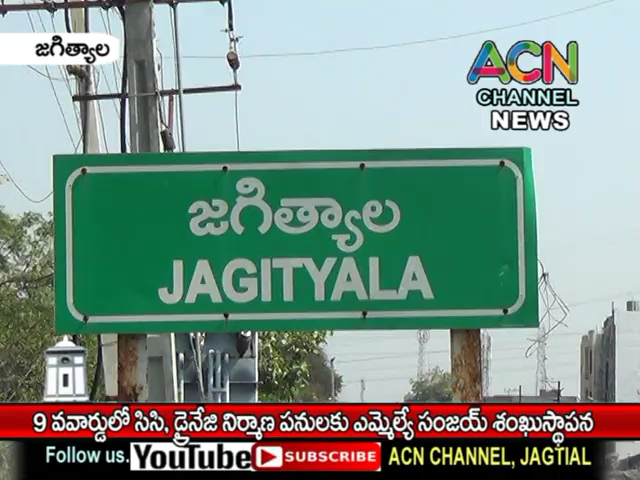 జగిత్యాల
ACN
CHANNEL
NEWS
జగిత్యాల
JAGITYALA
9 వవార్డులో సిసి, డ్రైనేజి నిర్మాణ పనులకు ఎమ్మెల్యే సంజయ్ శంఖుస్థాపన
Follow us. YouTube SUBSCRIBE ACN CHANNEL, JAGTIAL